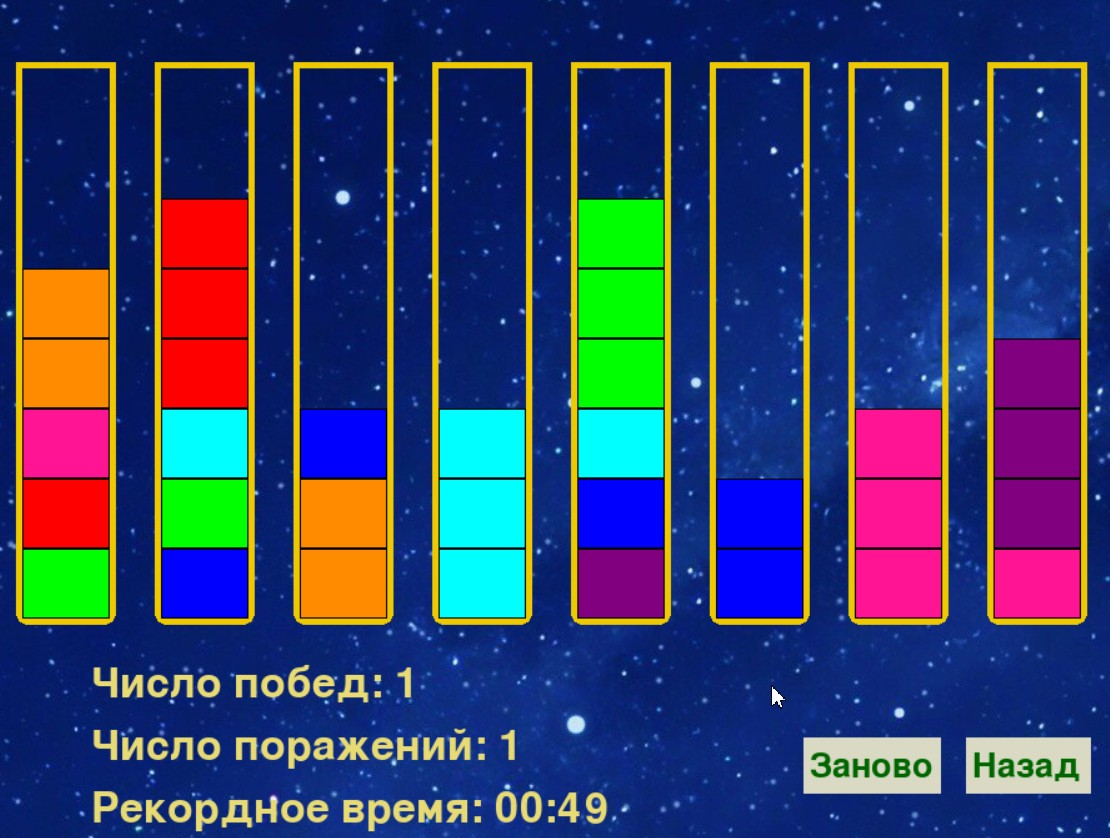 Число побед: 1
Число поражений: 1
Заново Назад
Рекордное время: 00:49